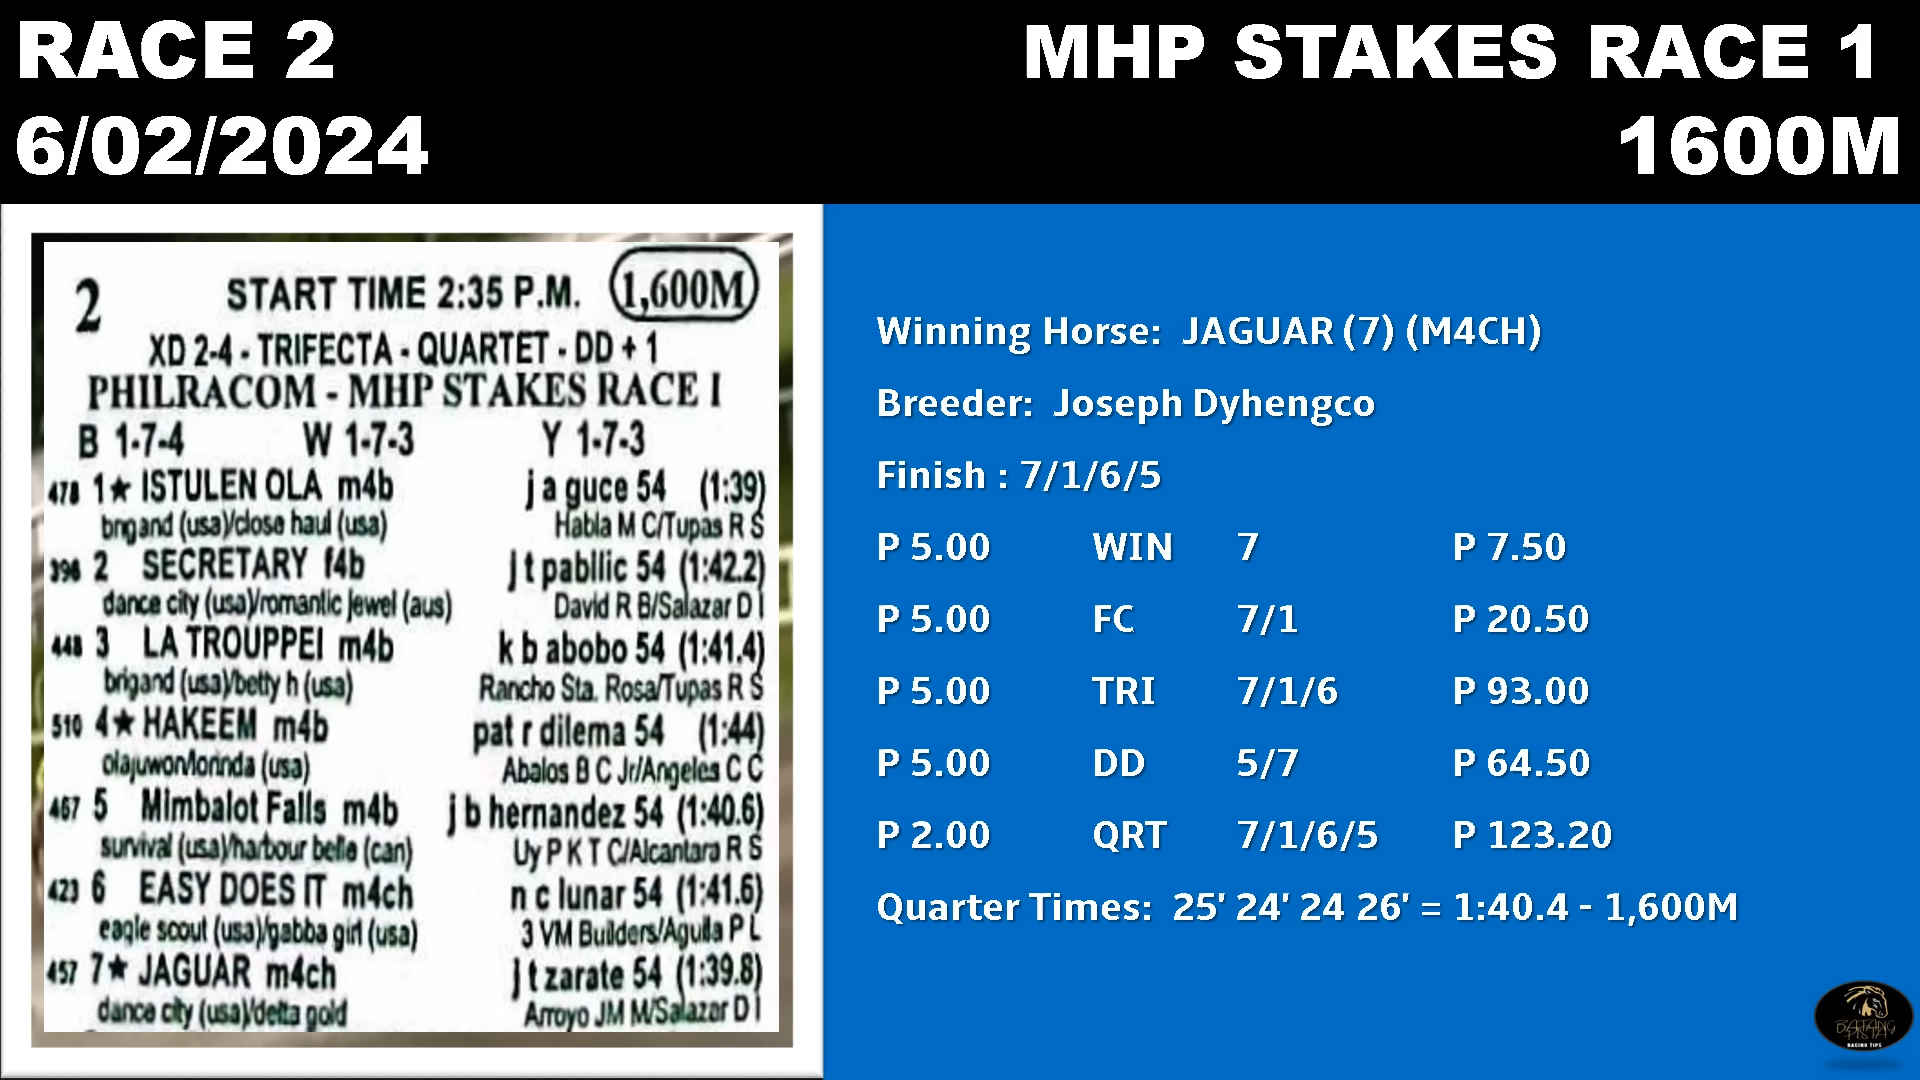 RACE 2
6/02/2024
MHP STAKES RACE 1
1600M
2 START TIME 2:35 P.M. 1,600M
XD 2-4 - TRIFECTA - QUARTET - DD + 1
PHILRACOM - MHP STAKES RACE I
B 1-7-4 W 1-7-3 Y 1-7-3
478 1★ ISTULEN OLA m4b j a guce 54 (1:39)
brigand (usa)/close haul (usa) Habla M C/Tupas R S
396 2 SECRETARY f4b j t pabllic 54 (1:42.2)
dance city (usa)/romantic jewel (aus) David R B/Salazar D I
448 3 LA TROUPPEI m4b k b abobo 54 (1:41.4)
brigand (usa)/betty h (usa) Rancho Sta. Rosa/Tupas R S
510 4★ HAKEEM m4b pat r dilema 54 (1:44)
olajuwon/lorinda (usa) Abalos B C Jr/Angeles C C
467 5 Mimbalot Falls m4b j b hernandez 54 (1:40.6)
survival (usa)/harbour belle (can) Uy P K T C/Alcantara R S
423 6 EASY DOES IT m4ch n c lunar 54 (1:41.6)
eagle scout (usa)/gabba girl (usa) 3 VM Builders/Aguila P L
457 7★ JAGUAR m4ch j t zarate 54 (1:39.8)
dance city (usa)/delta gold Arroyo JM M/Salazar D I
Winning Horse: JAGUAR (7) (M4CH)
Breeder: Joseph Dyhengco
Finish : 7/1/6/5
P 5.00 WIN 7 P 7.50
P 5.00 FC 7/1 P 20.50
P 5.00 TRI 7/1/6 P 93.00
P 5.00 DD 5/7 P 64.50
P 2.00 QRT 7/1/6/5 P 123.20
Quarter Times: 25' 24' 24 26' = 1:40.4 - 1,600M
BATANG
PISTA
RACING TIPS